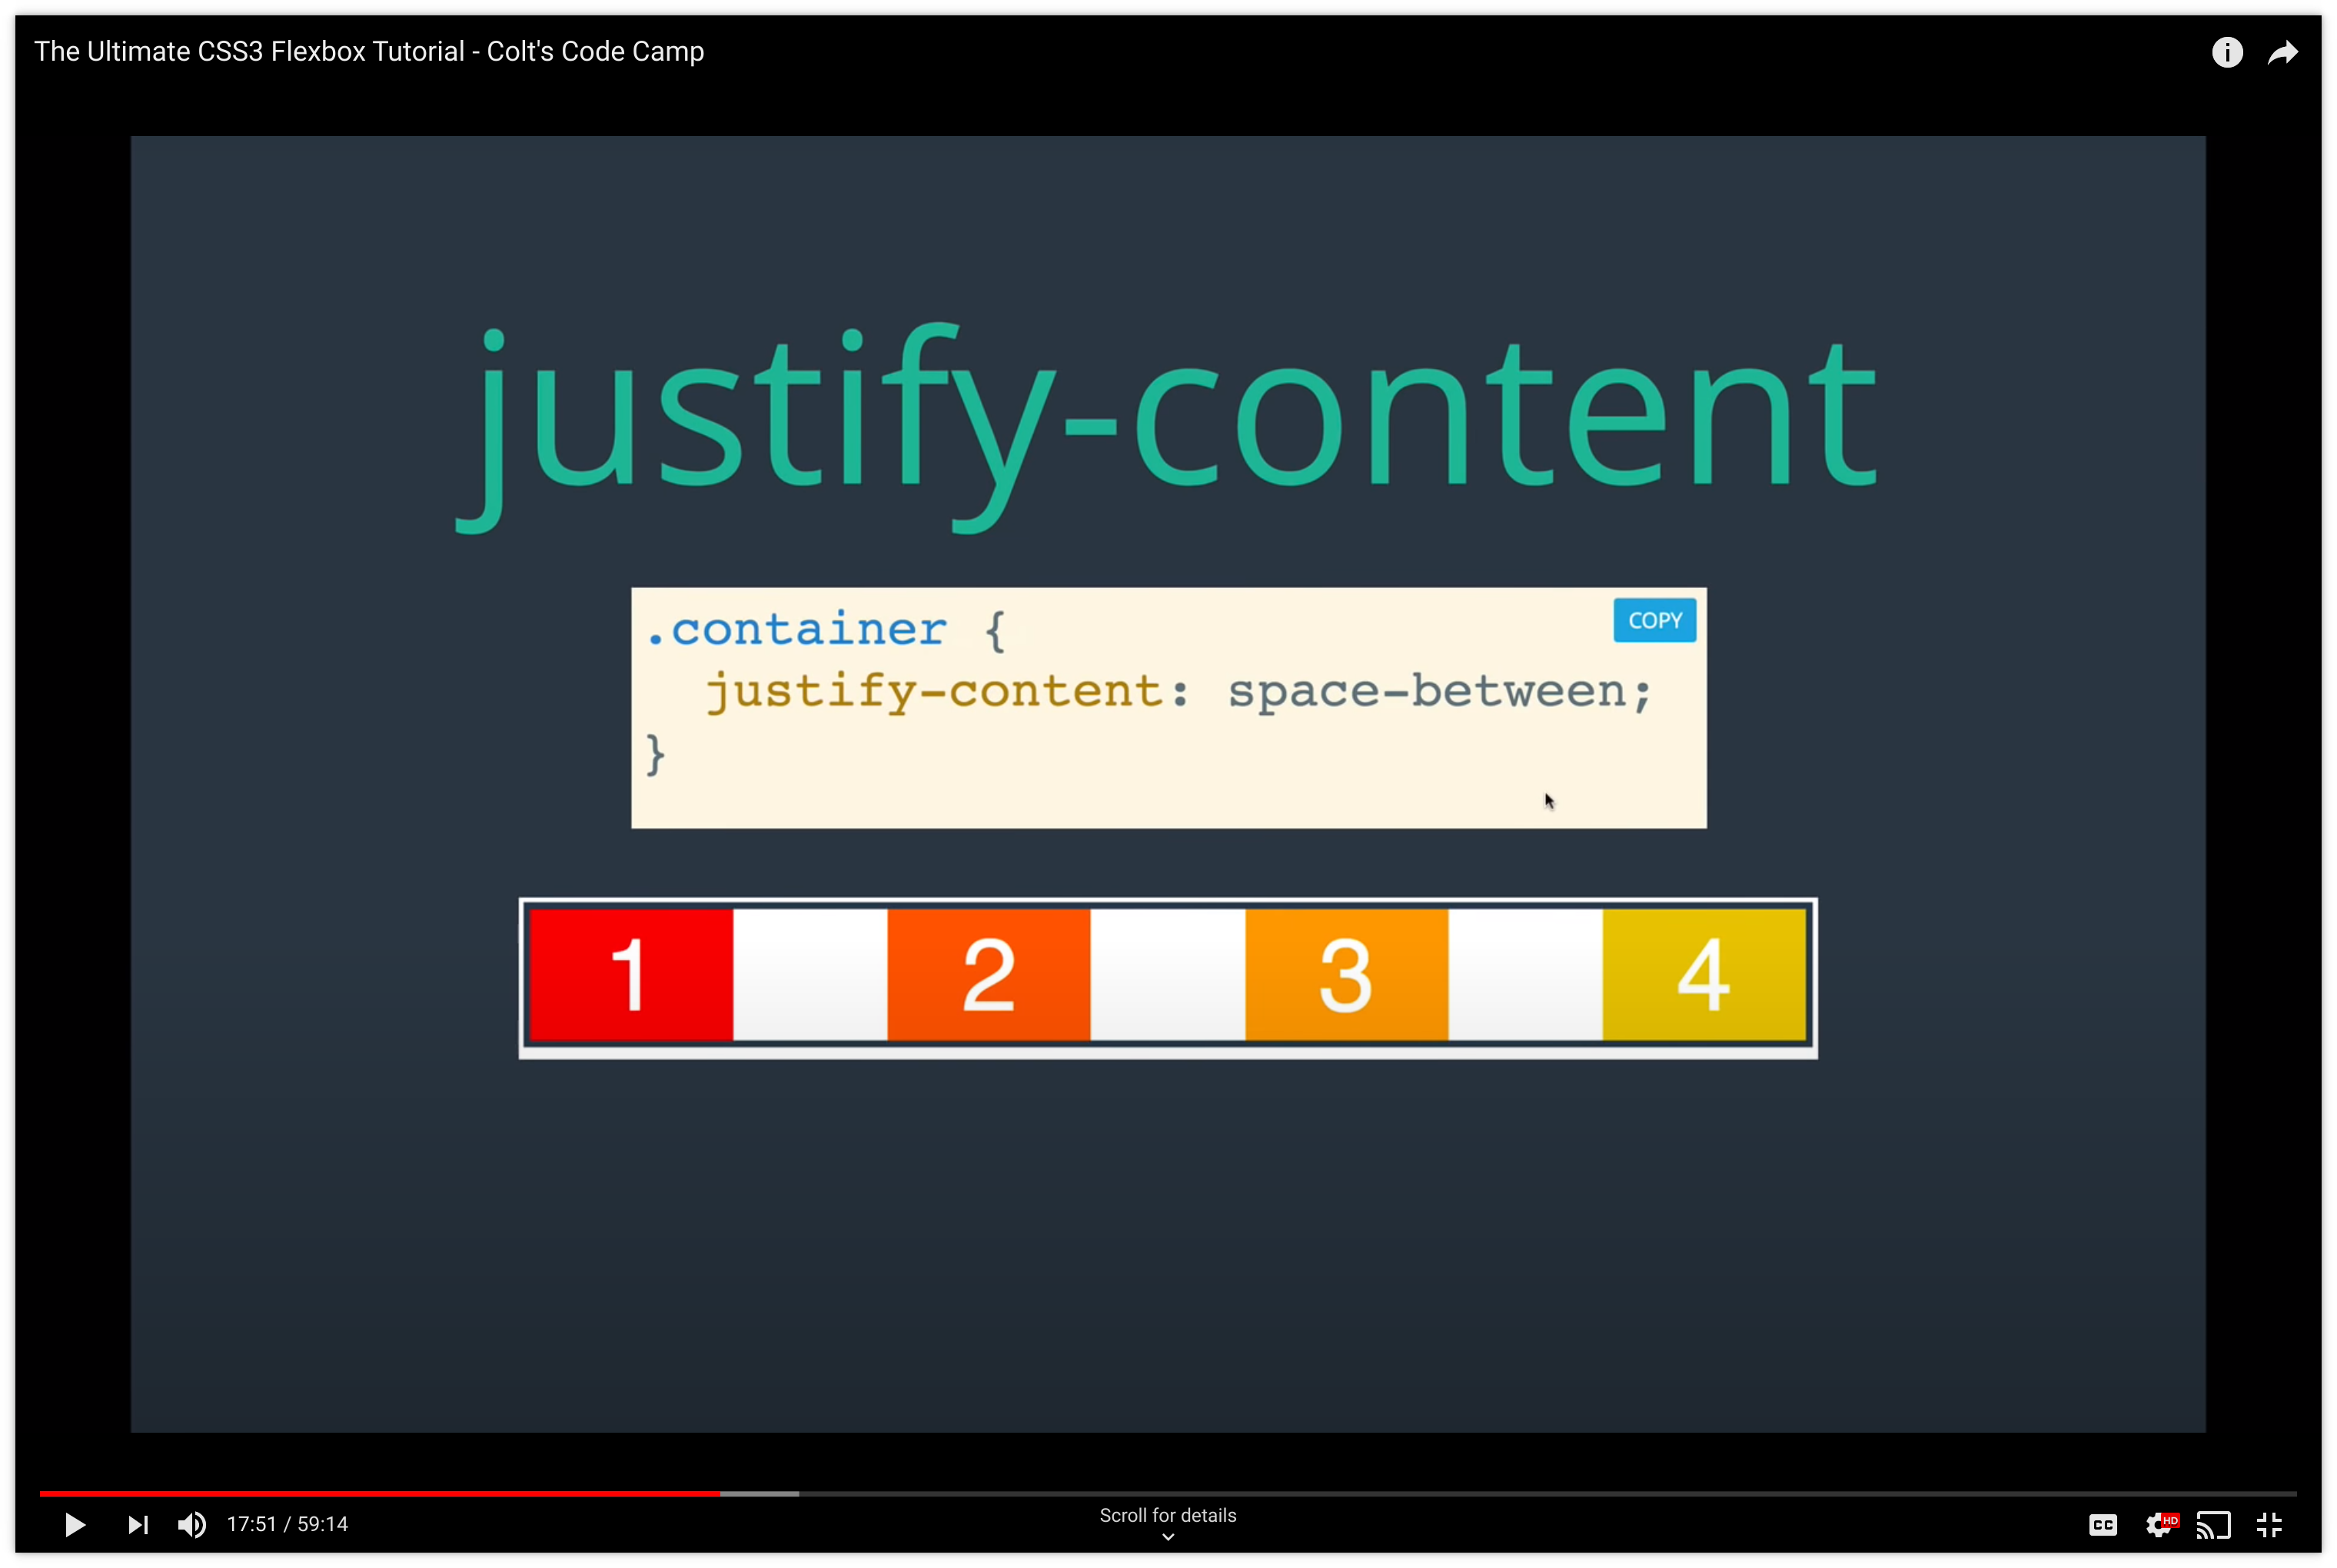 The Ultimate CSS3 Flexbox Tutorial - Colt's Code Camp
justify-content
.container {
COPY
justify-content: space-between;
}
1 2 3 4
17:51 / 59:14
Scroll for details
CC
HD